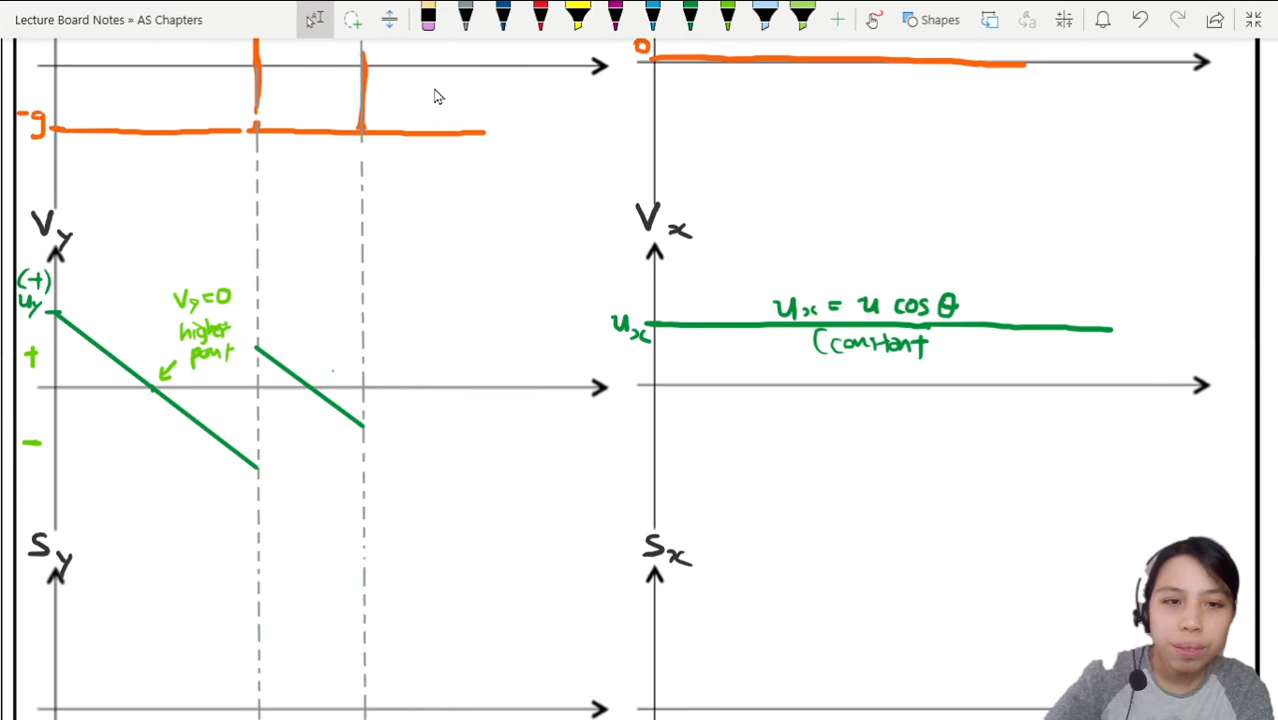 Lecture Board Notes » AS Chapters
Shapes
-g
0
Vy
(+)
uy
+
-
Vy=0
higher
point
Vx
ux
ux = u cos θ
(constant
Sy
Sx